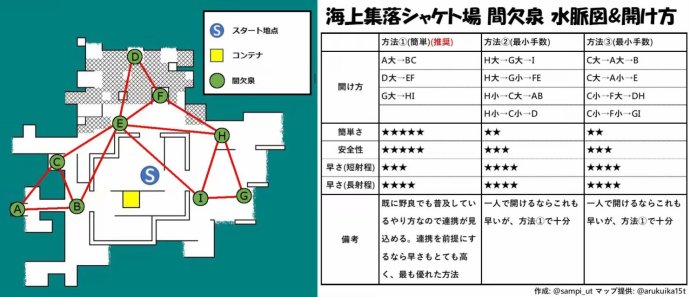 S スタート地点
コンテナ
間欠泉
D
F
E
H
C
S
A
B
I
G
海上集落シャケト場 間欠泉 水脈図&開け方
方法①(簡単)(推奨) 方法②(最小手数) 方法③(最小手数)
開け方
A大→BC H大→G大→I C大→A大→B
D大→EF H大→G小→FE C大→A小→E
G大→HI H小→C大→AB C小→F大→DH
H小→C小→D C小→F小→GI
簡単さ ★★★★★ ★★ ★★
安全性 ★★★★★ ★★★ ★★★
早さ(短射程) ★★★ ★★★★ ★★★★
早さ(長射程) ★★★★ ★★★★ ★★★★
備考
既に野良でも普及している
やり方なので連携が
見込める。連携を前提に
するなら早さもとても高
く、最も優れた方法
一人で開けるならこれも
早いが、方法①で十分
一人で開けるならこれも
早いが、方法①で十分
作成: @sampi_ut マップ提供: @arukuika15t